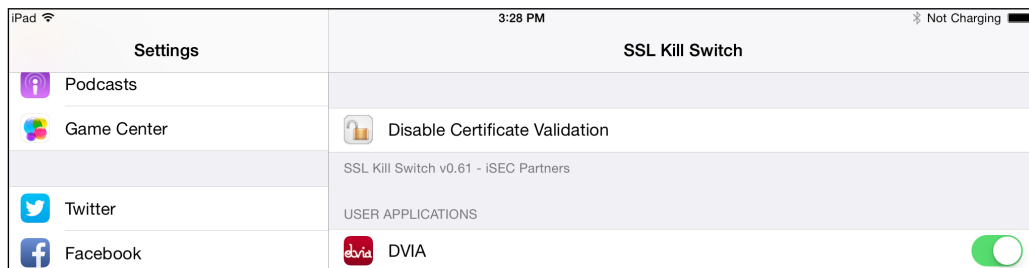 iPad 3:28 PM Not Charging
Settings SSL Kill Switch
Podcasts
Game Center
Disable Certificate Validation
SSL Kill Switch v0.61 - iSEC Partners
Twitter
USER APPLICATIONS
Facebook
dvia DVIA